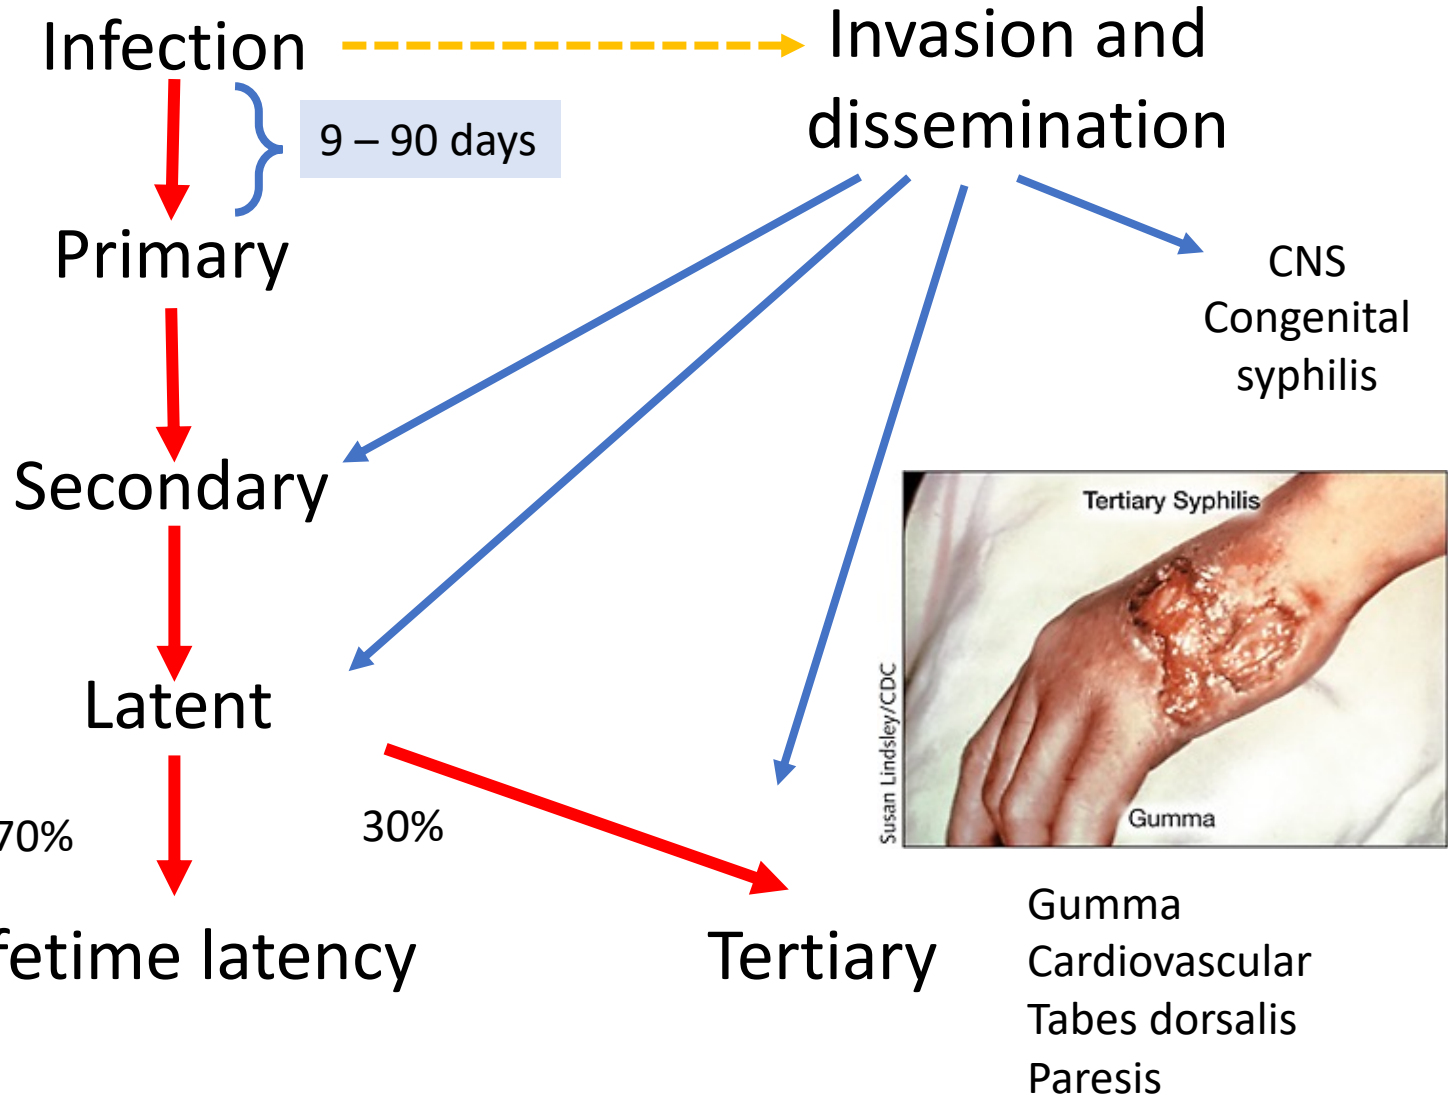 Infection
Invasion and
dissemination
9 – 90 days
Primary
CNS
Congenital
syphilis
Secondary
Tertiary Syphilis
Gumma
Susan Lindsley/CDC
Latent
70%
30%
fetime latency
Tertiary
Gumma
Cardiovascular
Tabes dorsalis
Paresis